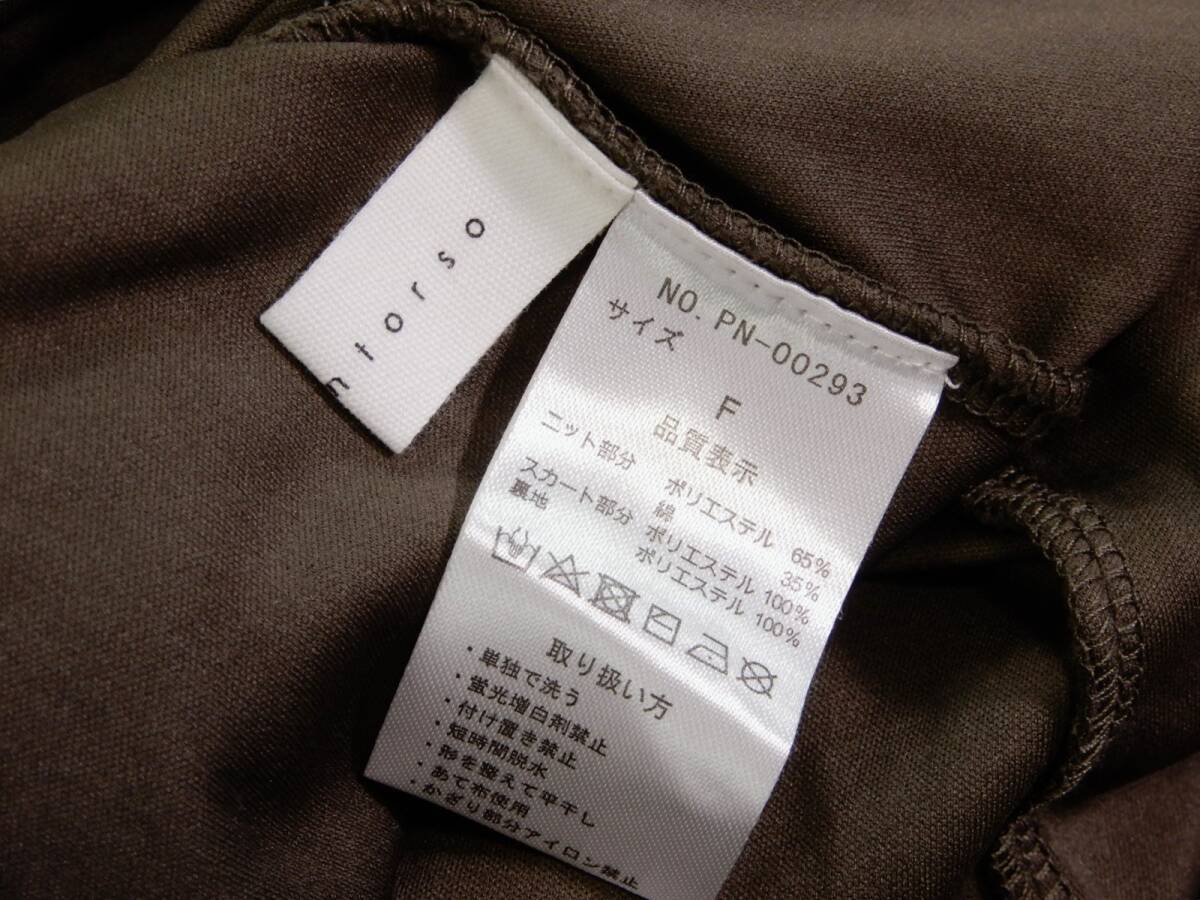 n torso
NO. PN-00293
サイズ
F
品質表示
ニット部分 ポリエステル 65%
綿 35%
スカート部分 ポリエステル 100%
裏地 ポリエステル 100%
取り扱い方
・単独で洗う
・蛍光増白剤禁止
・付け置き禁止
・短時間脱水
・形を整えて平干し
・あて布使用
・かざり部分アイロン禁止